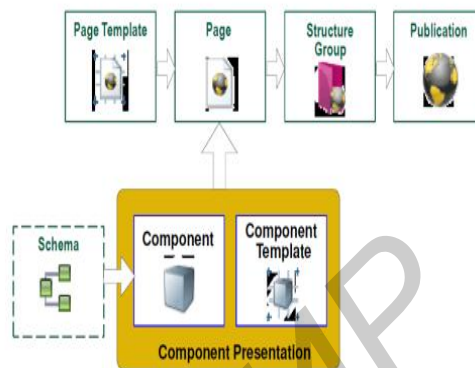 Page Template
Page
Structure
Group
Publication
Schema
Component
Component
Template
Component Presentation